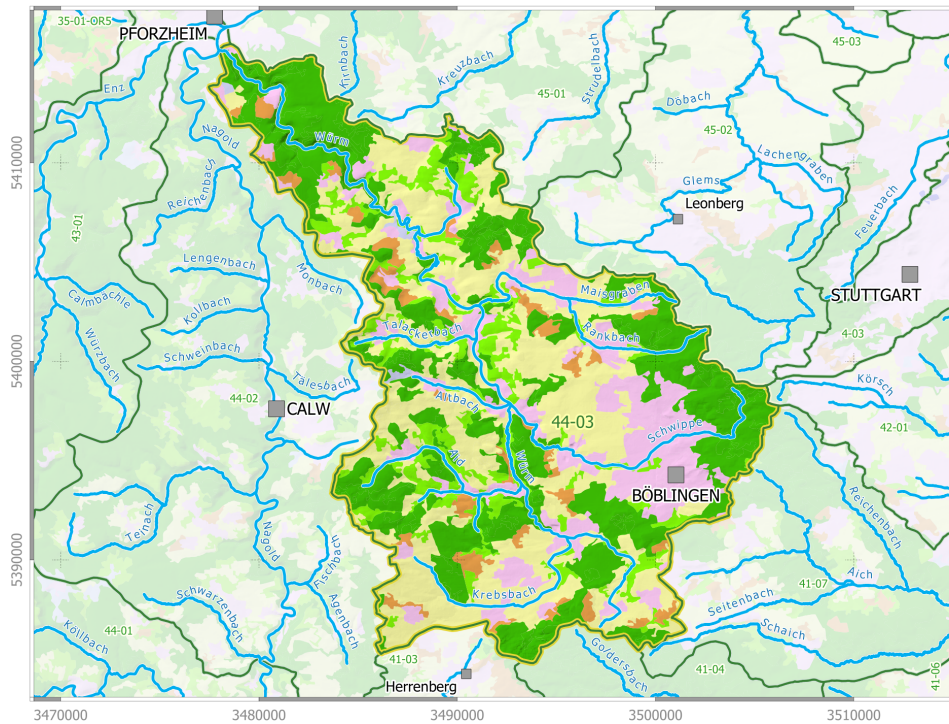 35-01-OR5
PFORZHEIM
Enz
Kirnbach
Kreuzbach
Strudelbach
45-03
45-01
Döbach
45-02
Nagold
Würm
Lachengraben
Glems
Leonberg
Feuerbach
Reichenbach
43-01
Lengenbach
Monbach
Kollbach
Calmbächle
Würzbach
Maisgraben
Rankbach
STUTTGART
4-03
Talackerbach
Schweinbach
Talesbach
44-02
CALW
Altbach
44-03
Schwippe
Körsch
42-01
Aid
Würm
BÖBLINGEN
Reichenbach
Teinach
Nagold
Fischbach
Agenbach
Schwarzenbach
Krebsbach
Aich
41-07
Seitenbach
Schaich
Köllbach
44-01
41-03
Herrenberg
Goldersbach
41-04
41-06
5410000
5400000
5390000
3470000
3480000
3490000
3500000
3510000